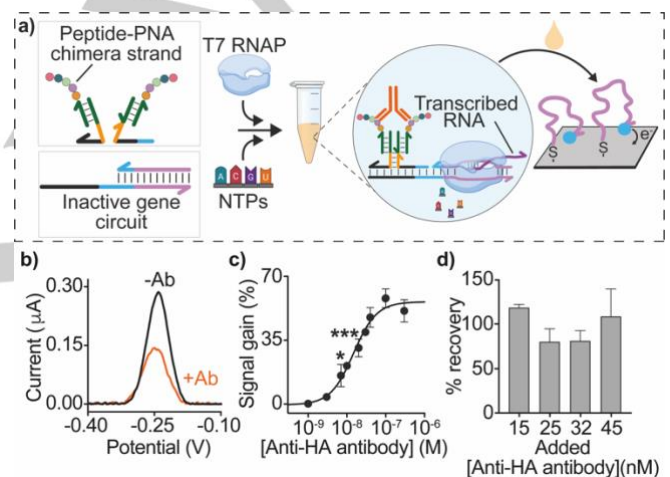 a)
Peptide-PNA
chimera strand
T7 RNAP
Inactive gene
circuit
A C G U
NTPs
Transcribed
RNA
S
S
e-
b)
-Ab
+Ab
Current (μA)
0.30
0.15
0.00
-0.40 -0.25 -0.10
Potential (V)
c)
Signal gain (%)
70
35
0
***
*
10-9 10-8 10-7 10-6
[Anti-HA antibody] (M)
d)
% recovery
150
100
50
0
15 25 32 45
Added
[Anti-HA antibody](nM)